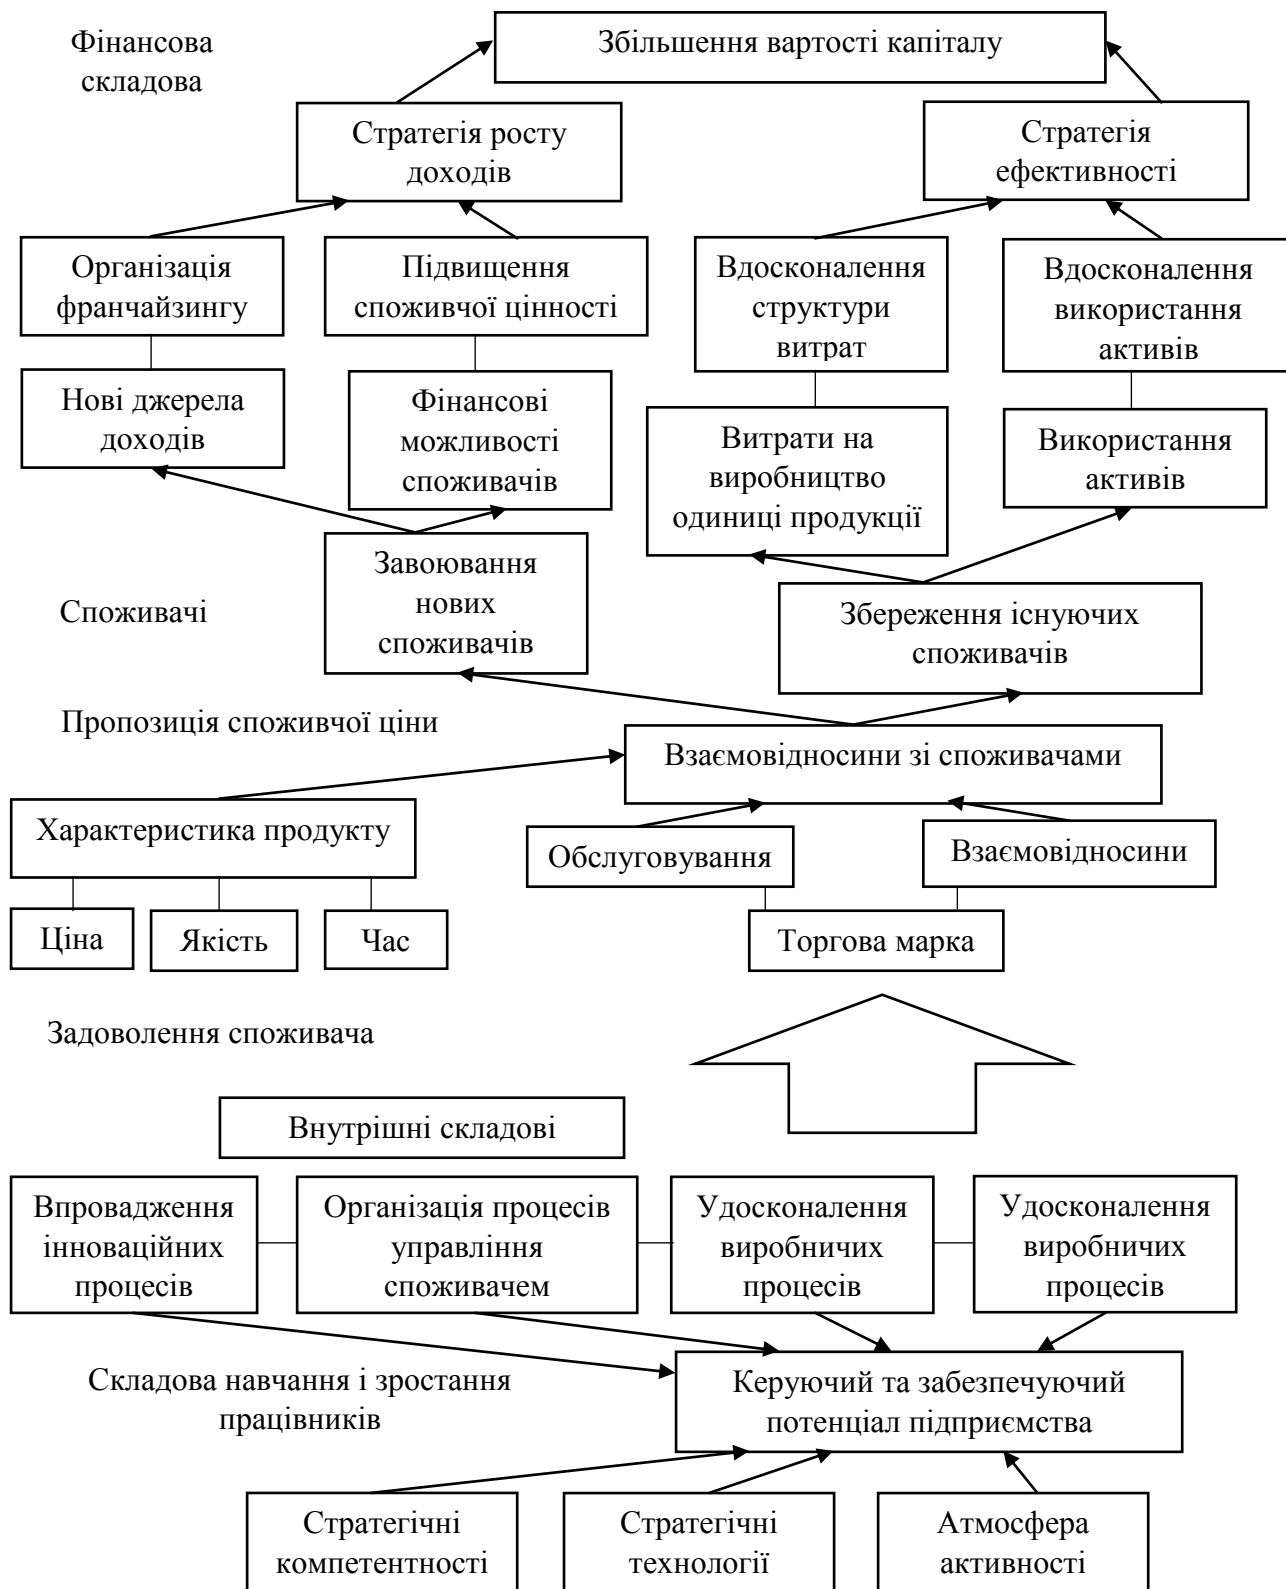 Фінансова
складова
Збільшення вартості капіталу
Стратегія росту
доходів
Стратегія
ефективності
Організація
франчайзингу
Підвищення
споживчої цінності
Вдосконалення
структури
витрат
Вдосконалення
використання
активів
Нові джерела
доходів
Фінансові
можливості
споживачів
Витрати на
виробництво
одиниці продукції
Використання
активів
Споживачі
Завоювання
нових
споживачів
Збереження існуючих
споживачів
Пропозиція споживчої ціни
Взаємовідносини зі споживачами
Характеристика продукту
Обслуговування
Взаємовідносини
Ціна
Якість
Час
Торгова марка
Задоволення споживача
Внутрішні складові
Впровадження
інноваційних
процесів
Організація процесів
управління
споживачем
Удосконалення
виробничих
процесів
Удосконалення
виробничих
процесів
Складова навчання і зростання
працівників
Керуючий та забезпечуючий
потенціал підприємства
Стратегічні
компетентності
Стратегічні
технології
Атмосфера
активності